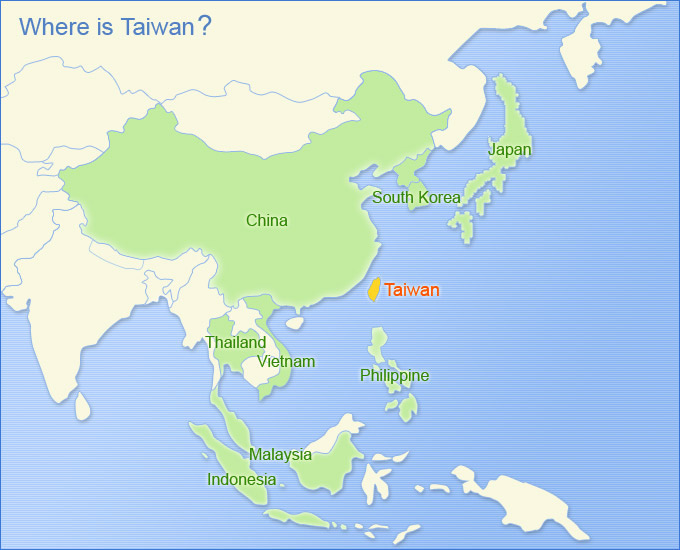 Where is Taiwan?
Japan
South Korea
China
Taiwan
Thailand
Vietnam
Philippine
Malaysia
Indonesia